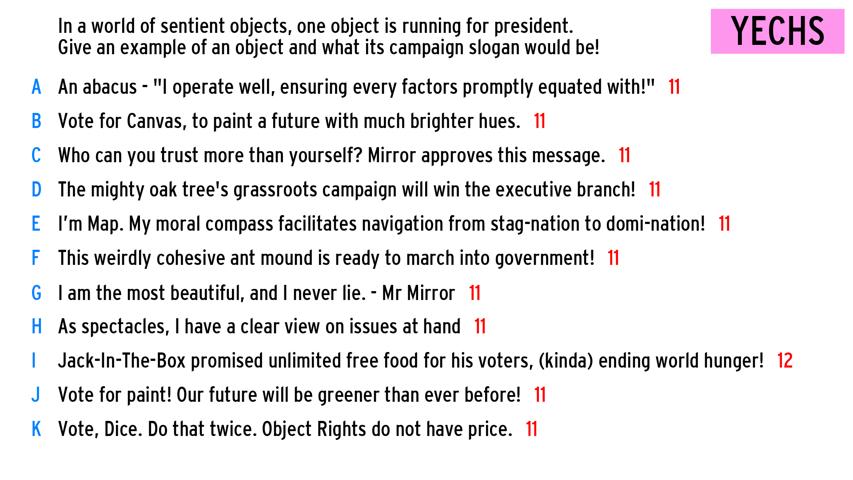 In a world of sentient objects, one object is running for president.
Give an example of an object and what its campaign slogan would be!
YECHS
A An abacus - "I operate well, ensuring every factors promptly equated with!" 11
B Vote for Canvas, to paint a future with much brighter hues. 11
C Who can you trust more than yourself? Mirror approves this message. 11
D The mighty oak tree's grassroots campaign will win the executive branch! 11
E I’m Map. My moral compass facilitates navigation from stag-nation to domi-nation! 11
F This weirdly cohesive ant mound is ready to march into government! 11
G I am the most beautiful, and I never lie. - Mr Mirror 11
H As spectacles, I have a clear view on issues at hand 11
I Jack-In-The-Box promised unlimited free food for his voters, (kinda) ending world hunger! 12
J Vote for paint! Our future will be greener than ever before! 11
K Vote, Dice. Do that twice. Object Rights do not have price. 11